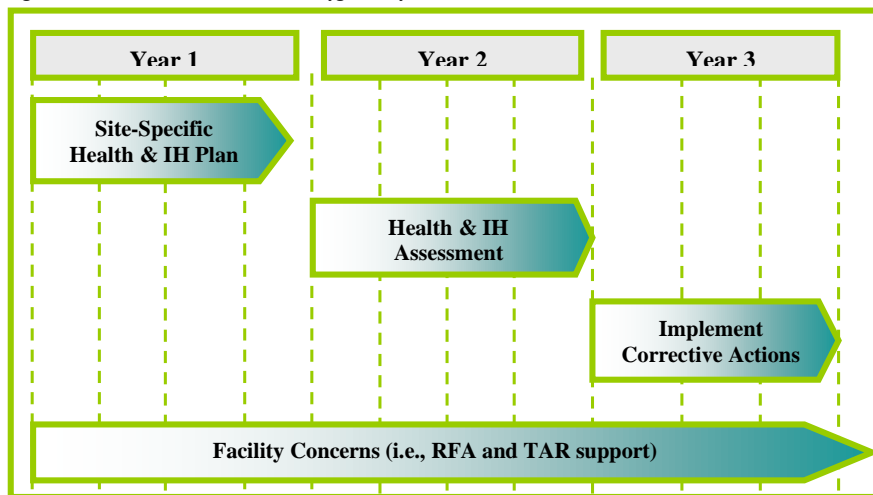 Year 1
Year 2
Year 3
Site-Specific
Health & IH Plan
Health & IH
Assessment
Implement
Corrective Actions
Facility Concerns (i.e., RFA and TAR support)